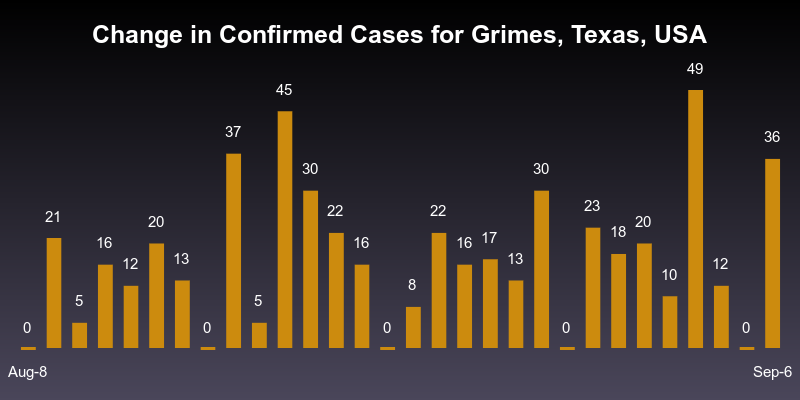 Change in Confirmed Cases for Grimes, Texas, USA
0 21 5 16 12 20 13 0 37 5 45 30 22 16 0 8 22 16 17 13 30 0 23 18 20 10 49 12 0 36
Aug-8 Sep-6